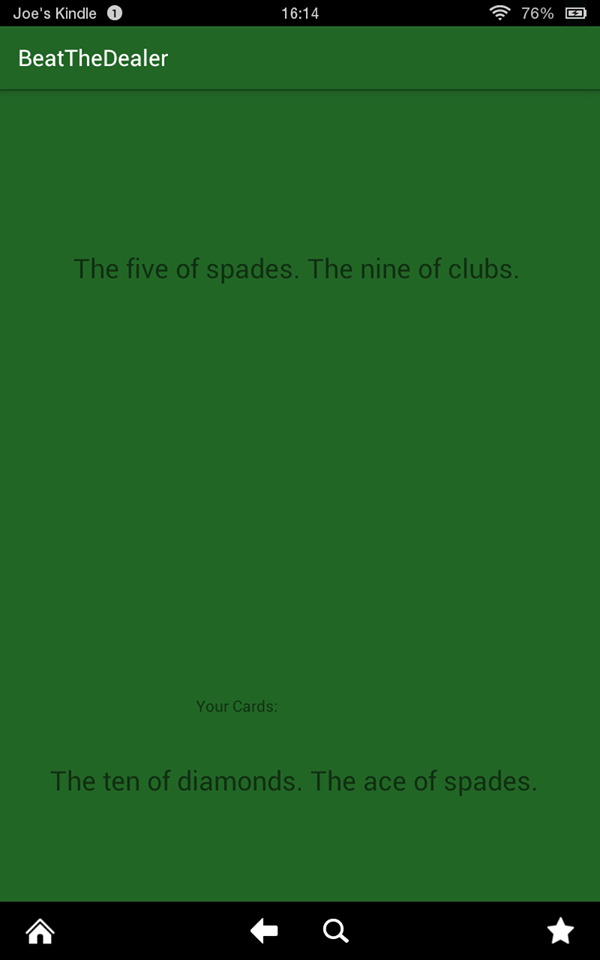 Joe's Kindle 1 16:14 76%
BeatTheDealer
The five of spades. The nine of clubs.
Your Cards:
The ten of diamonds. The ace of spades.